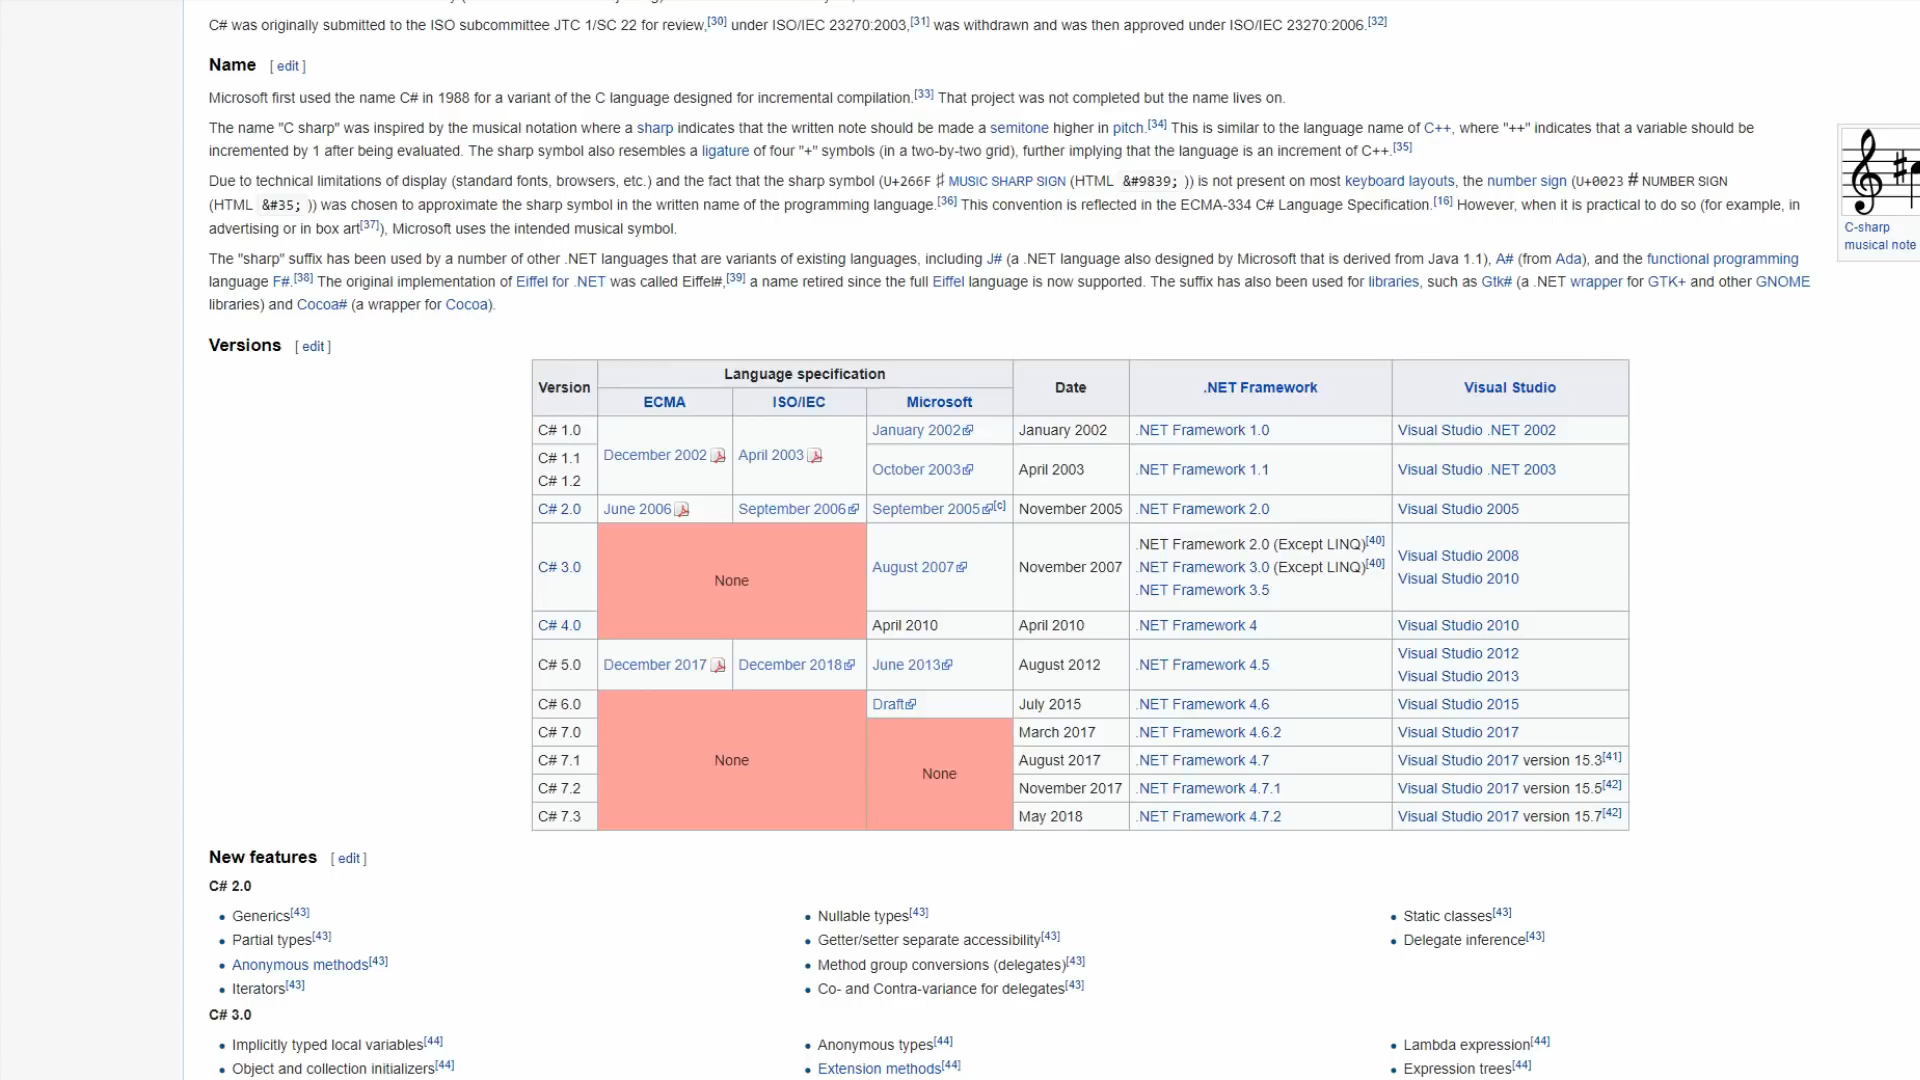 C# was originally submitted to the ISO subcommittee JTC 1/SC 22 for review,[30] under ISO/IEC 23270:2003,[31] was withdrawn and was then approved under ISO/IEC 23270:2006.[32]
Name [ edit ]
Microsoft first used the name C# in 1988 for a variant of the C language designed for incremental compilation.[33] That project was not completed but the name lives on.
The name "C sharp" was inspired by the musical notation where a sharp indicates that the written note should be made a semitone higher in pitch.[34] This is similar to the language name of C++, where "++" indicates that a variable should be
incremented by 1 after being evaluated. The sharp symbol also resembles a ligature of four "+" symbols (in a two-by-two grid), further implying that the language is an increment of C++.[35]
Due to technical limitations of display (standard fonts, browsers, etc.) and the fact that the sharp symbol (U+266F ♯ MUSIC SHARP SIGN (HTML &#9839; )) is not present on most keyboard layouts, the number sign (U+0023 # NUMBER SIGN
(HTML &#35; )) was chosen to approximate the sharp symbol in the written name of the programming language.[36] This convention is reflected in the ECMA-334 C# Language Specification.[16] However, when it is practical to do so (for example, in
advertising or in box art[37]), Microsoft uses the intended musical symbol.
C-sharp
musical note
The "sharp" suffix has been used by a number of other .NET languages that are variants of existing languages, including J# (a .NET language also designed by Microsoft that is derived from Java 1.1), A# (from Ada), and the functional programming
language F#.[38] The original implementation of Eiffel for .NET was called Eiffel#,[39] a name retired since the full Eiffel language is now supported. The suffix has also been used for libraries, such as Gtk# (a .NET wrapper for GTK+ and other GNOME
libraries) and Cocoa# (a wrapper for Cocoa).
Versions [ edit ]
Version Language specification Date .NET Framework Visual Studio
ECMA ISO/IEC Microsoft
C# 1.0 December 2002 April 2003 January 2002 January 2002 .NET Framework 1.0 Visual Studio .NET 2002
C# 1.1
C# 1.2 October 2003 April 2003 .NET Framework 1.1 Visual Studio .NET 2003
C# 2.0 June 2006 September 2006 September 2005[c] November 2005 .NET Framework 2.0 Visual Studio 2005
C# 3.0 None August 2007 November 2007 .NET Framework 2.0 (Except LINQ)[40]
.NET Framework 3.0 (Except LINQ)[40]
.NET Framework 3.5
Visual Studio 2008
Visual Studio 2010
C# 4.0 April 2010 April 2010 .NET Framework 4 Visual Studio 2010
C# 5.0 December 2017 December 2018 June 2013 August 2012 .NET Framework 4.5 Visual Studio 2012
Visual Studio 2013
C# 6.0 None Draft July 2015 .NET Framework 4.6 Visual Studio 2015
C# 7.0 None March 2017 .NET Framework 4.6.2 Visual Studio 2017
C# 7.1 August 2017 .NET Framework 4.7 Visual Studio 2017 version 15.3[41]
C# 7.2 November 2017 .NET Framework 4.7.1 Visual Studio 2017 version 15.5[42]
C# 7.3 May 2018 .NET Framework 4.7.2 Visual Studio 2017 version 15.7[42]
New features [ edit ]
C# 2.0
• Generics[43]
• Partial types[43]
• Anonymous methods[43]
• Iterators[43]
• Nullable types[43]
• Getter/setter separate accessibility[43]
• Method group conversions (delegates)[43]
• Co- and Contra-variance for delegates[43]
• Static classes[43]
• Delegate inference[43]
C# 3.0
• Implicitly typed local variables[44]
• Object and collection initializers[44]
• Anonymous types[44]
• Extension methods[44]
• Lambda expression[44]
• Expression trees[44]